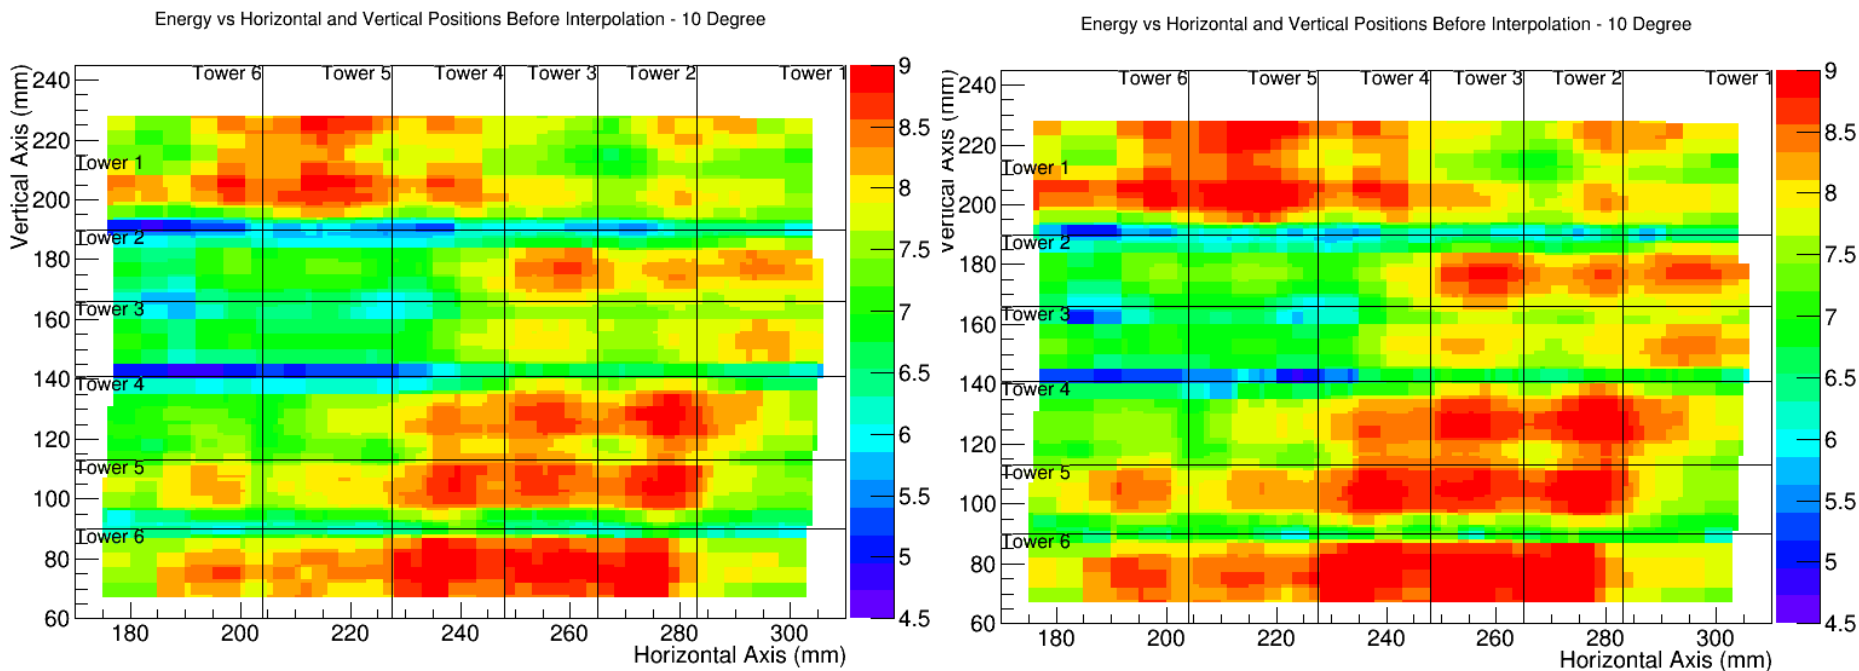 Energy vs Horizontal and Vertical Positions Before Interpolation - 10 Degree
Tower 6 Tower 5 Tower 4 Tower 3 Tower 2 Tower 1
Vertical Axis (mm)
240
220
200
180
160
140
120
100
80
60
Tower 1
Tower 2
Tower 3
Tower 4
Tower 5
Tower 6
180 200 220 240 260 280 300
Horizontal Axis (mm)
9
8.5
8
7.5
7
6.5
6
5.5
5
4.5
Energy vs Horizontal and Vertical Positions Before Interpolation - 10 Degree
Tower 6 Tower 5 Tower 4 Tower 3 Tower 2 Tower 1
Vertical Axis (mm)
240
220
200
180
160
140
120
100
80
60
Tower 1
Tower 2
Tower 3
Tower 4
Tower 5
Tower 6
180 200 220 240 260 280 300
Horizontal Axis (mm)
9
8.5
8
7.5
7
6.5
6
5.5
5
4.5